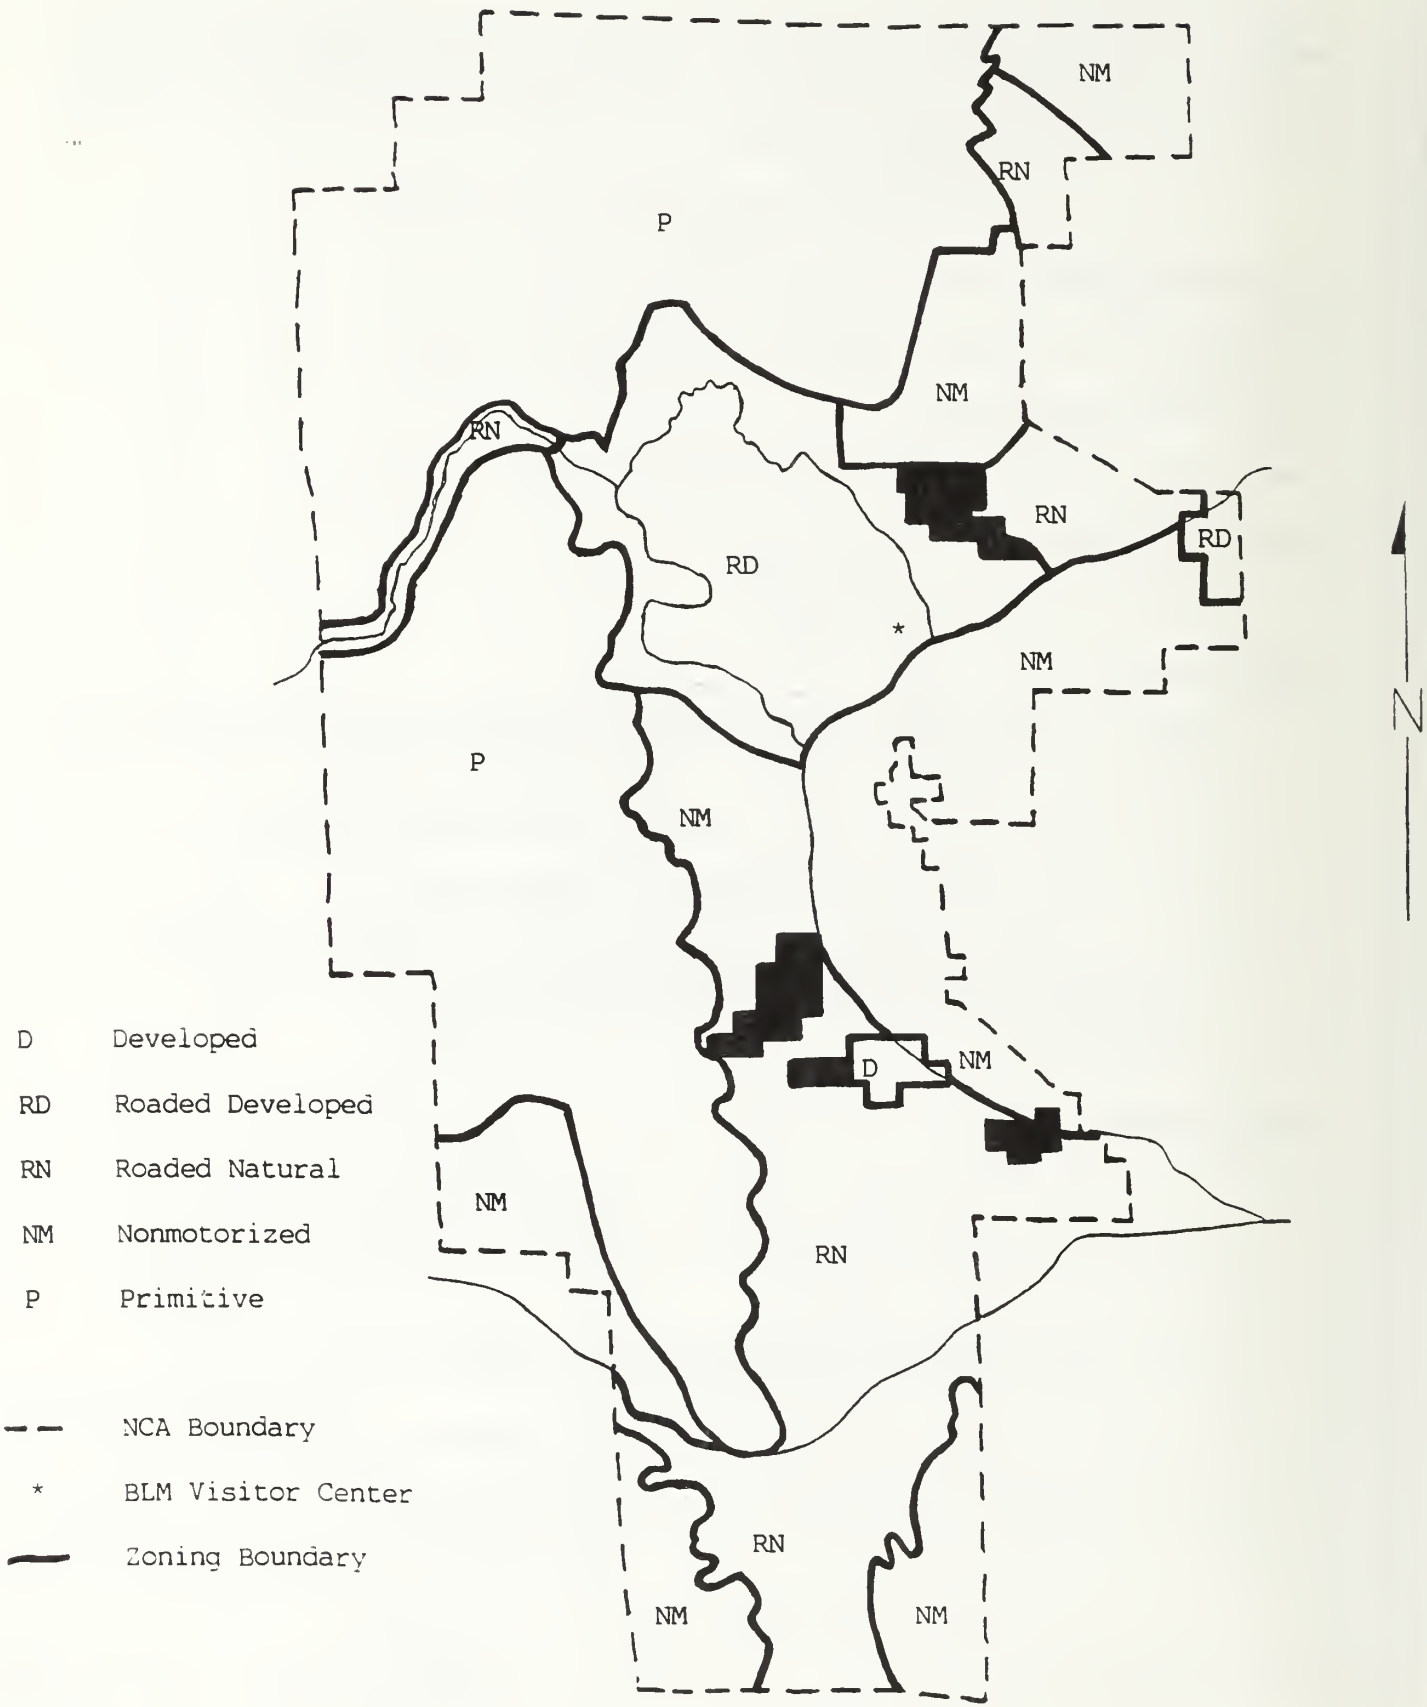 NM
RN
P
NM
RN
RN
RD
RD
*
NM
P
NM
N
D Developed
NM
D
RD Roaded Developed
RN Roaded Natural
NM
NM Nonmotorized
RN
P Primitive
NCA Boundary
* BLM Visitor Center
RN
Zoning Boundary
NM
NM